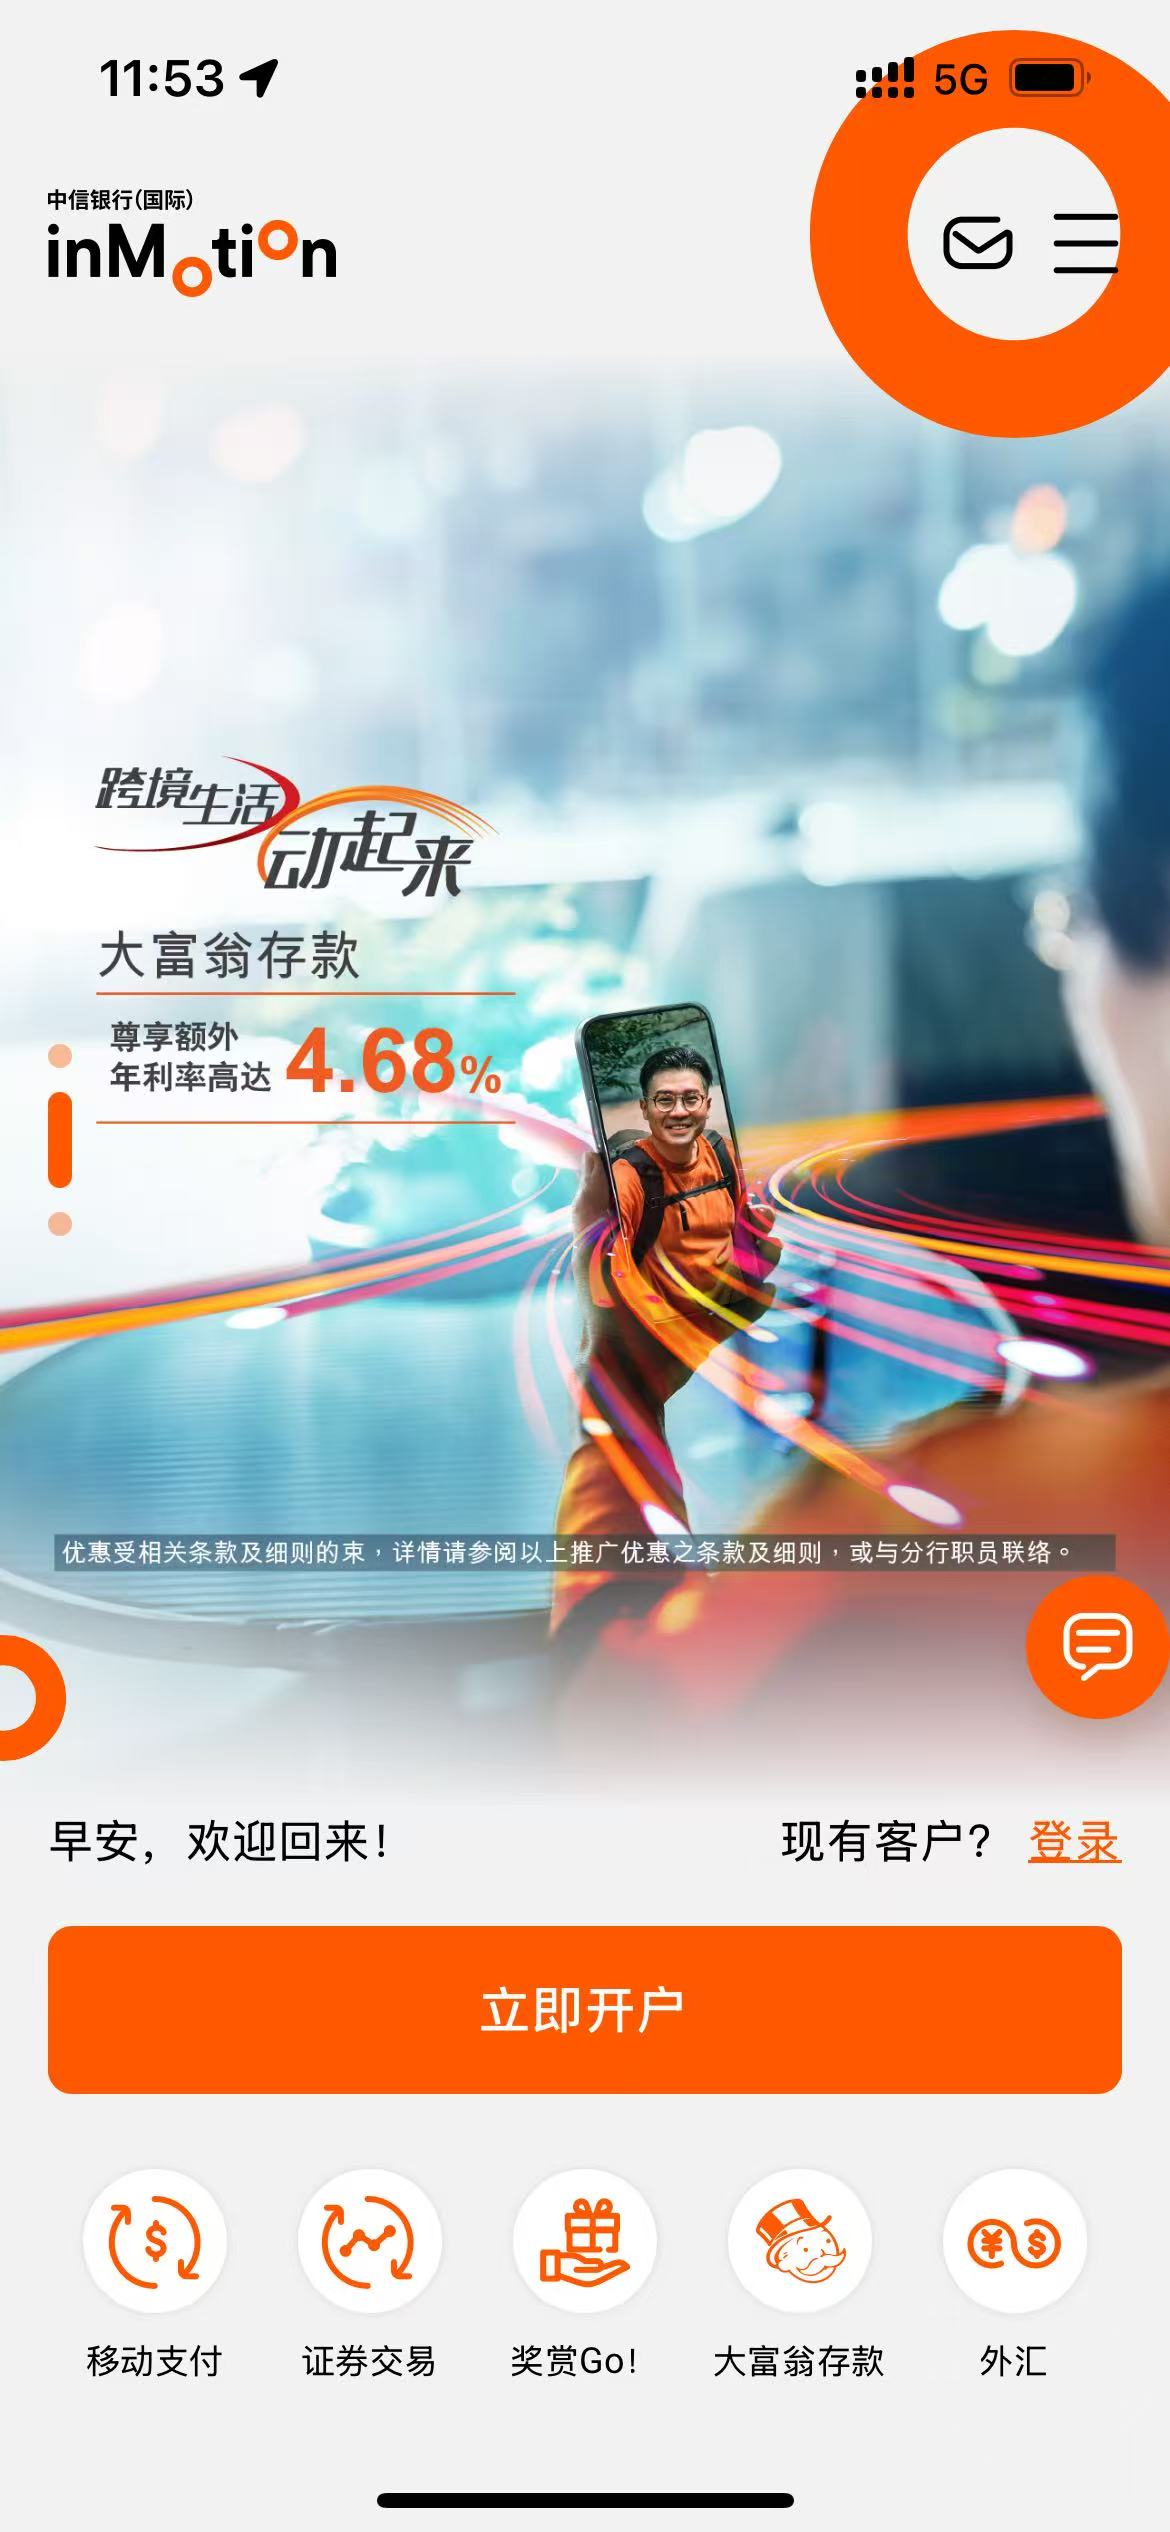 11:53
5G
中信银行(国际)
inMotion
跨境生活
动起来
大富翁存款
尊享额外
年利率高达 4.68%
优惠受相关条款及细则的束，详情请参阅以上推广优惠之条款及细则，或与分行职员联络。
早安，欢迎回来！
现有客户？ 登录
立即开户
移动支付 证券交易 奖赏Go! 大富翁存款 外汇